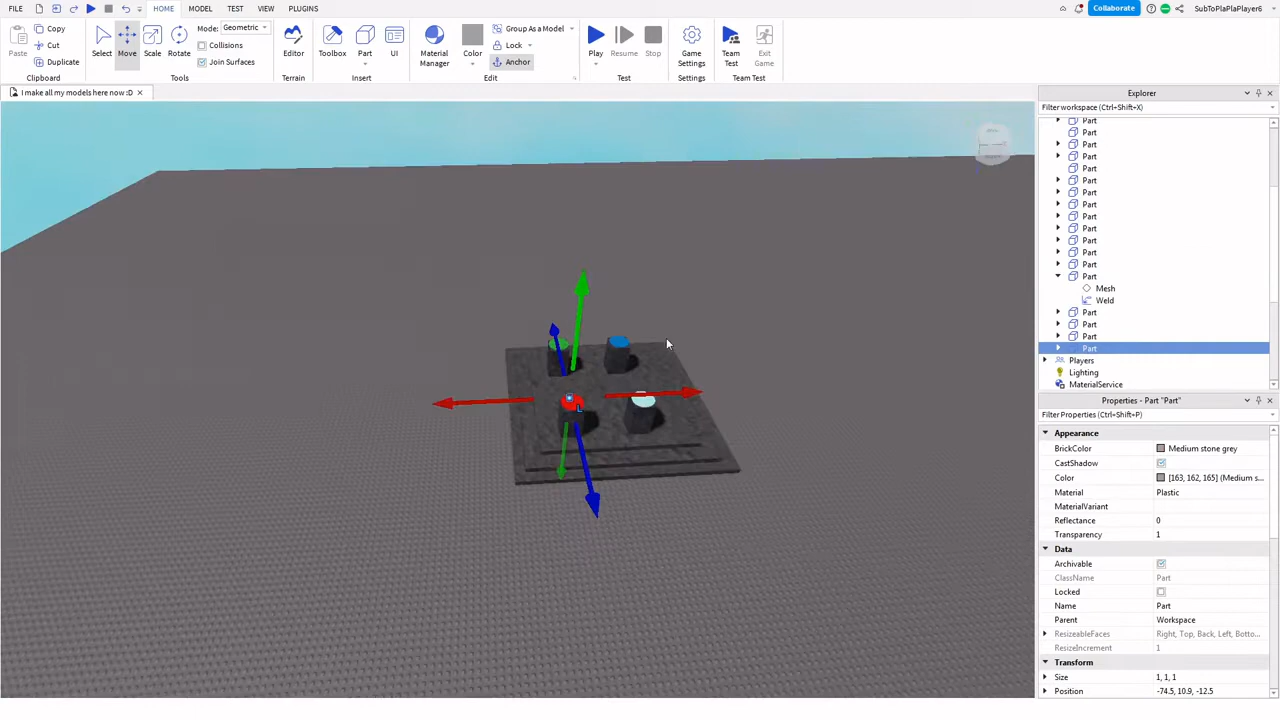 FILE HOME MODEL TEST VIEW PLUGINS Collaborate SubToPlaPlaPlayer6
Paste Copy Cut Duplicate Clipboard
Select Move Scale Rotate Mode: Geometric Collisions Join Surfaces Tools
Editor Terrain
Toolbox Part UI Insert
Material Manager Color Group As a Model Lock Anchor Edit
Play Resume Stop Test
Game Settings Settings
Team Test Exit Game Team Test
I make all my models here now :D
Explorer
Filter workspace (Ctrl+Shift+X)
Part
Part
Part
Part
Part
Part
Part
Part
Part
Part
Part
Part
Part
Part
Mesh
Weld
Part
Part
Part
Part
Players
Lighting
MaterialService
Properties - Part "Part"
Filter Properties (Ctrl+Shift+P)
Appearance
BrickColor Medium stone grey
CastShadow
Color [163, 162, 165] (Medium s...
Material Plastic
MaterialVariant
Reflectance 0
Transparency 1
Data
Archivable
ClassName Part
Locked
Name Part
Parent Workspace
ResizeableFaces Right, Top, Back, Left, Botto...
ResizeIncrement 1
Transform
Size 1, 1, 1
Position -74.5, 10.9, -12.5